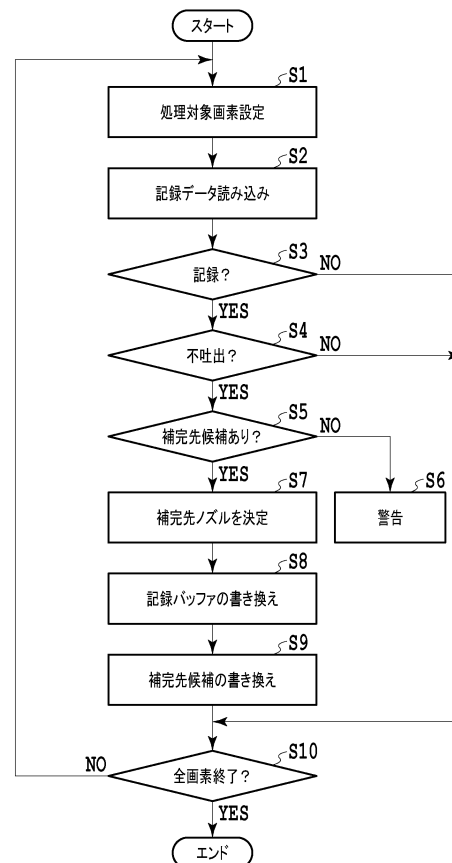 スタート
S1
処理対象画素設定
S2
記録データ読み込み
S3
記録？
NO
YES
S4
不吐出？
NO
YES
S5
補完先候補あり？
NO
YES
S6
警告
S7
補完先ノズルを決定
S8
記録バッファの書き換え
S9
補完先候補の書き換え
S10
全画素終了？
NO
YES
エンド